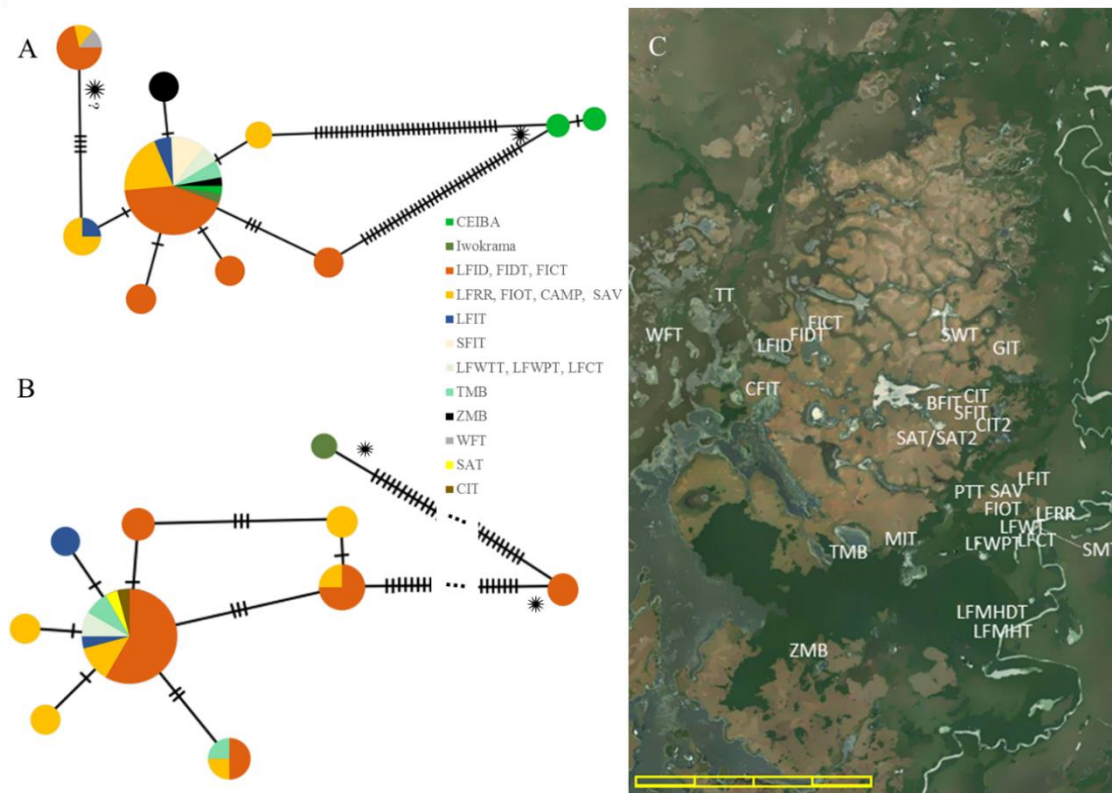 A
?
CEIBA
Iwokrama
LFID, FIDT, FICT
LFRR, FIOT, CAMP, SAV
LFIT
SFIT
LFWTT, LFWPT, LFCT
TMB
ZMB
WFT
SAT
CIT
B
C
TT
WFT
FICT
FIDT
LFID
SWT
GIT
CFIT
BFIT
CIT
SFIT
CIT2
SAT/SAT2
LFIT
PTT
SAV
FIOT
LFRR
LFWT
LFWPT
LFCT
SMT
MIT
TMB
LFMHDT
LFMHT
ZMB